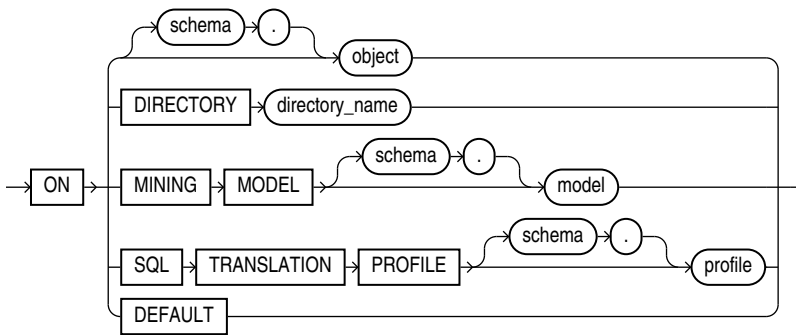 schema .
object
DIRECTORY directory_name
schema .
ON MINING MODEL model
schema .
SQL TRANSLATION PROFILE profile
DEFAULT